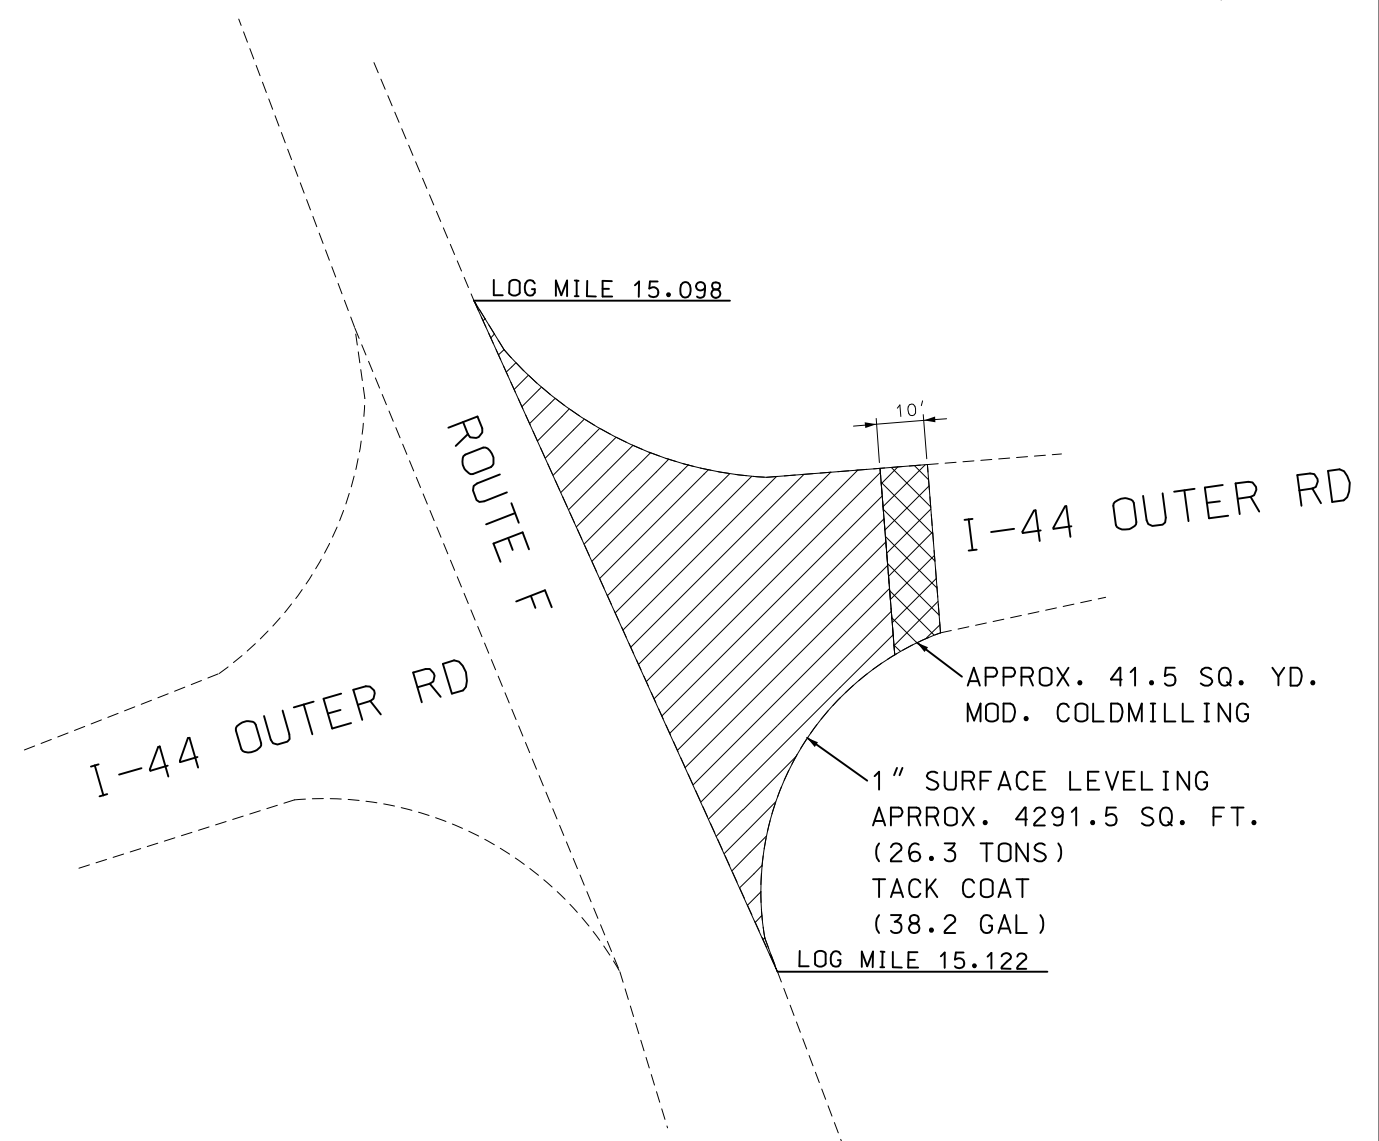 LOG MILE 15.098
10'
ROUTE F
I-44 OUTER RD
I-44 OUTER RD
APPROX. 41.5 SQ. YD.
MOD. COLDMILLING
1" SURFACE LEVELING
APRROX. 4291.5 SQ. FT.
(26.3 TONS)
TACK COAT
(38.2 GAL)
LOG MILE 15.122